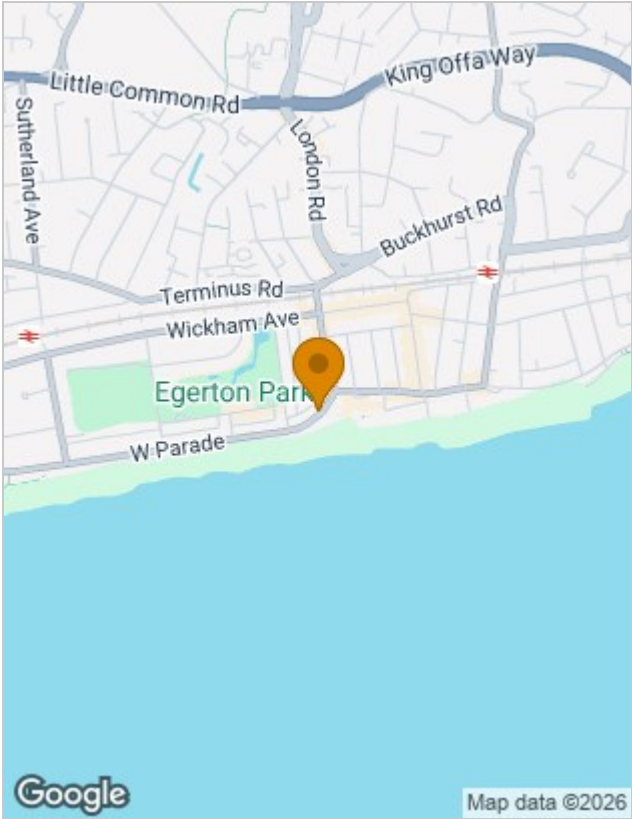 King Offa Way
Little Common Rd
Sutherland Ave
London Rd
Buckhurst Rd
Terminus Rd
Wickham Ave
Egerton Park
W Parade
Google
Map data ©2026